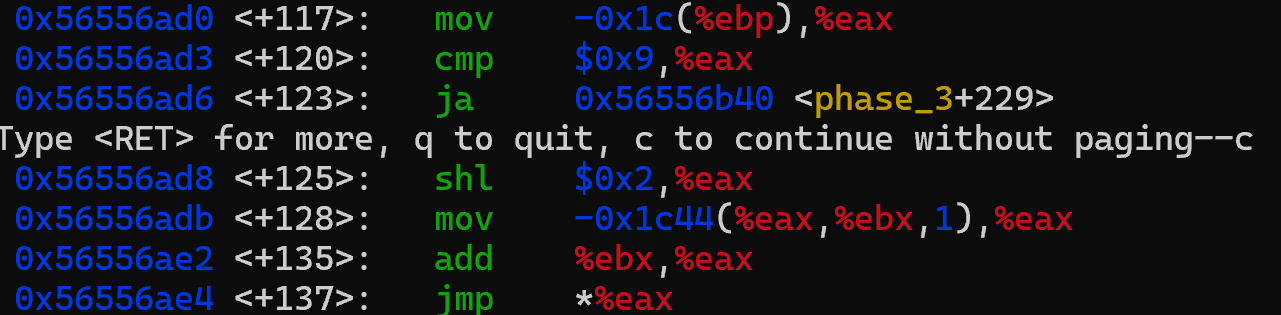 0x56556ad0 <+117>: mov -0x1c(%ebp),%eax
0x56556ad3 <+120>: cmp $0x9,%eax
0x56556ad6 <+123>: ja 0x56556b40 <phase_3+229>
Type <RET> for more, q to quit, c to continue without paging--c
0x56556ad8 <+125>: shl $0x2,%eax
0x56556adb <+128>: mov -0x1c44(%eax,%ebx,1),%eax
0x56556ae2 <+135>: add %ebx,%eax
0x56556ae4 <+137>: jmp *%eax